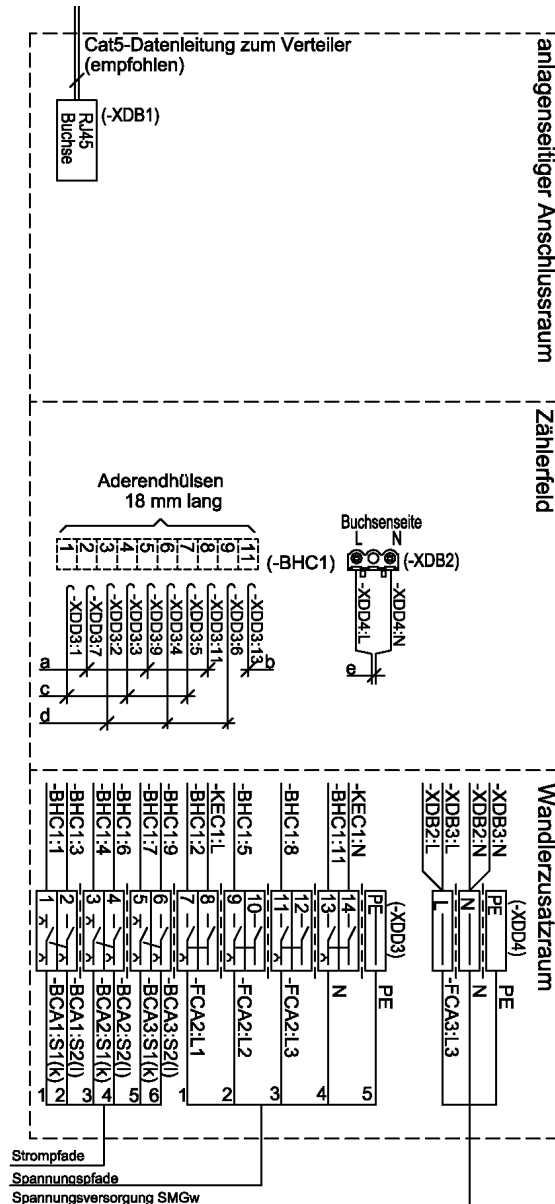 Cat5-Datenleitung zum Verteiler
(empfohlen)
RJ45
Buchse
(-XDB1)
anlagenseitiger Anschlussraum
Zählerfeld
Aderendhülsen
18 mm lang
1 2 3 4 5 6 7 8 9 11
(-BHC1)
-XDD3:1
-XDD3:7
-XDD3:2
-XDD3:3
-XDD3:9
-XDD3:4
-XDD3:5
-XDD3:11
-XDD3:6
-XDD3:13
a
b
c
d
Buchsenseite
L N
(-XDB2)
-XDD4:L
-XDD4:N
e
Wandlerzusatzraum
-BHC1:1
-BHC1:3
-BHC1:4
-BHC1:6
-BHC1:7
-BHC1:9
-BHC1:2
-KEC1:L
-BHC1:5
-BHC1:8
-BHC1:11
-KEC1:N
-XDB2:L
-XDB3:L
-XDB2:N
-XDB3:N
1 2 3 4 5 6 7 8 9 10 11 12 13 14 PE
(-XDD3)
L N PE
(-XDD4)
-BCA1:S1(k)
-BCA1:S2(l)
-BCA2:S1(k)
-BCA2:S2(l)
-BCA3:S1(k)
-BCA3:S2(l)
-FCA2:L1
-FCA2:L2
-FCA2:L3
N
PE
-FCA3:L3
N
PE
1 2 3 4 5 6
1 2 3 4 5
Strompfade
Spannungspfade
Spannungsversorgung SMGw